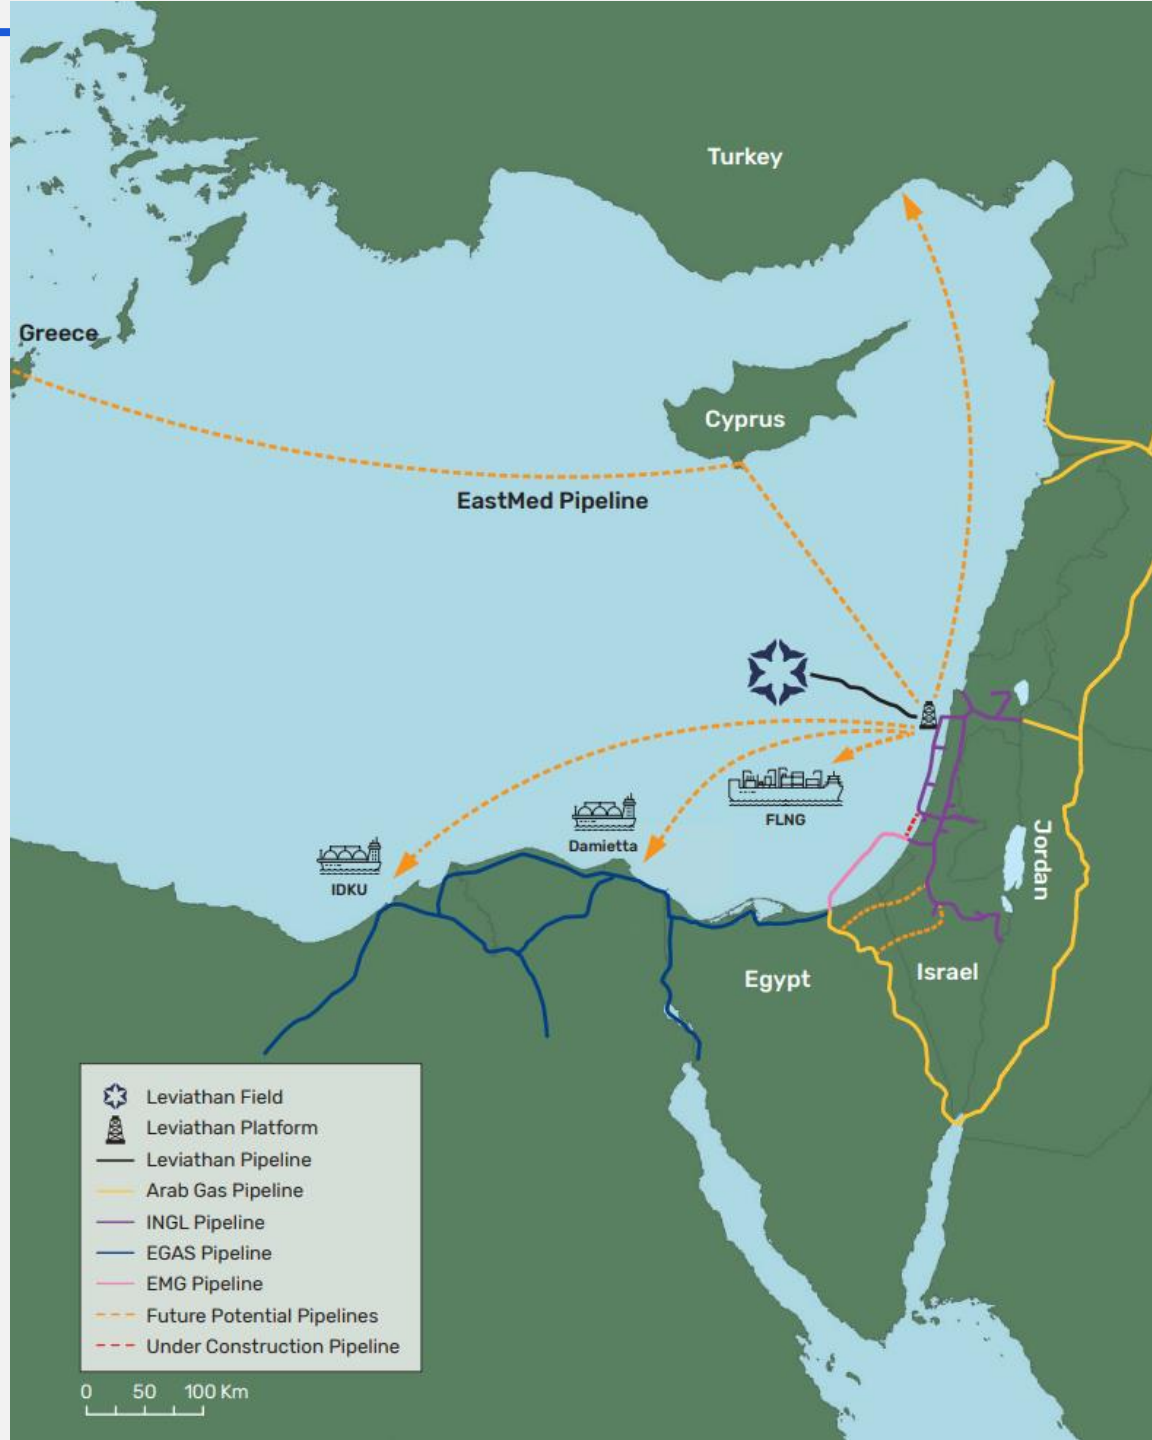 Turkey
Greece
Cyprus
EastMed Pipeline
FLNG
Damietta
IDKU
Jordan
Egypt
Israel
Leviathan Field
Leviathan Platform
Leviathan Pipeline
Arab Gas Pipeline
INGL Pipeline
EGAS Pipeline
EMG Pipeline
Future Potential Pipelines
Under Construction Pipeline
0 50 100 Km